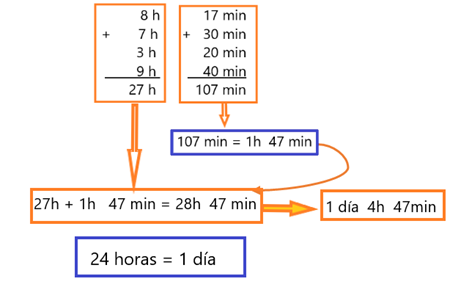 8 h
+ 7 h
3 h
9 h
27 h
17 min
+ 30 min
20 min
40 min
107 min
107 min = 1h 47 min
27h + 1h 47 min = 28h 47 min
1 día 4h 47min
24 horas = 1 día